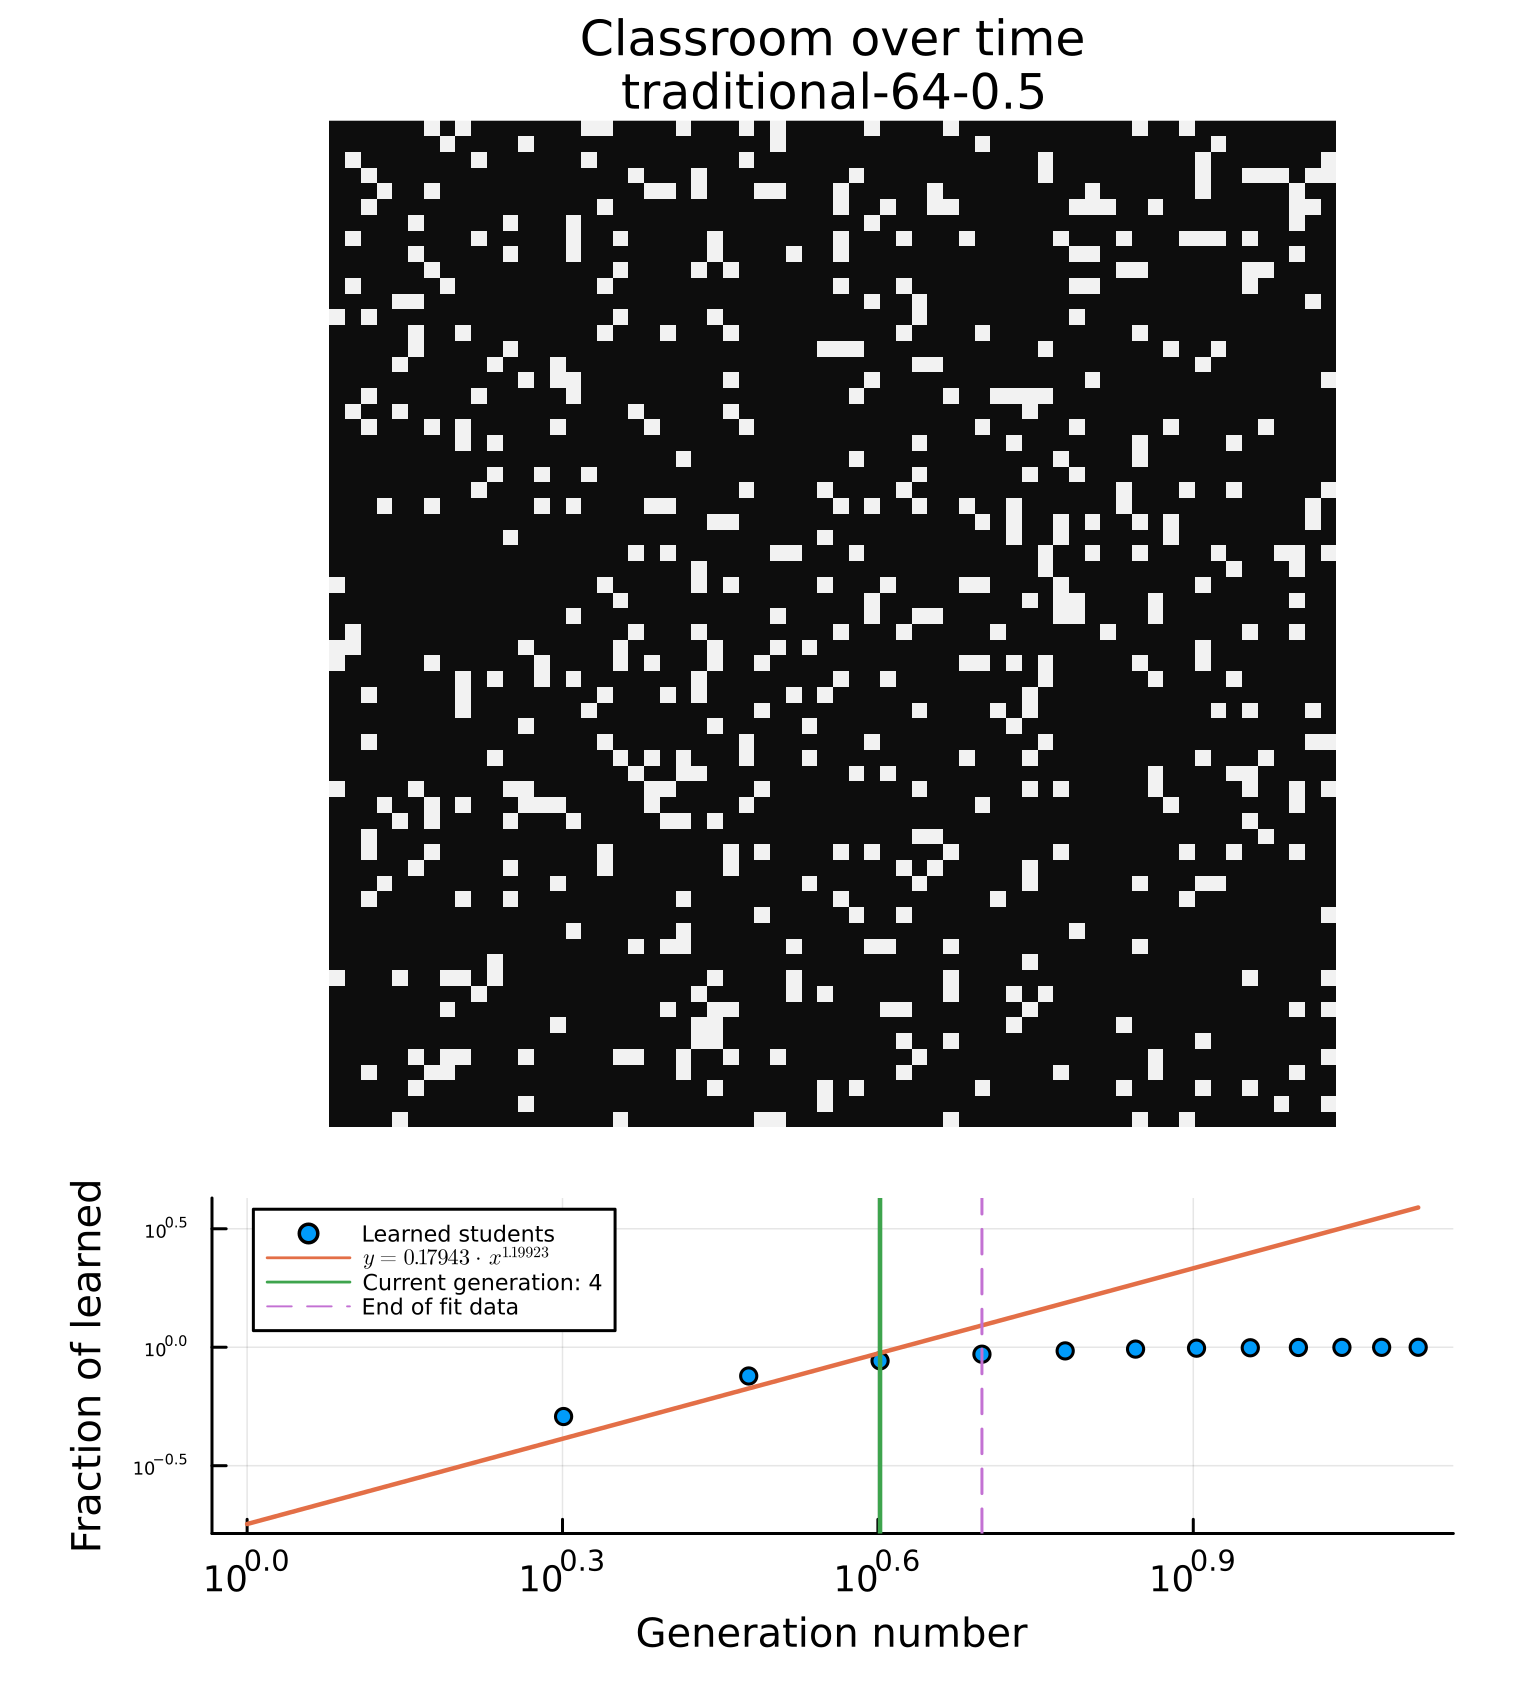 Classroom over time
traditional-64-0.5
Fraction of learned
10^0.5
10^0.0
10^−0.5
Learned students
y = 0.17943 · x^1.19923
Current generation: 4
End of fit data
10^0.0 10^0.3 10^0.6 10^0.9
Generation number